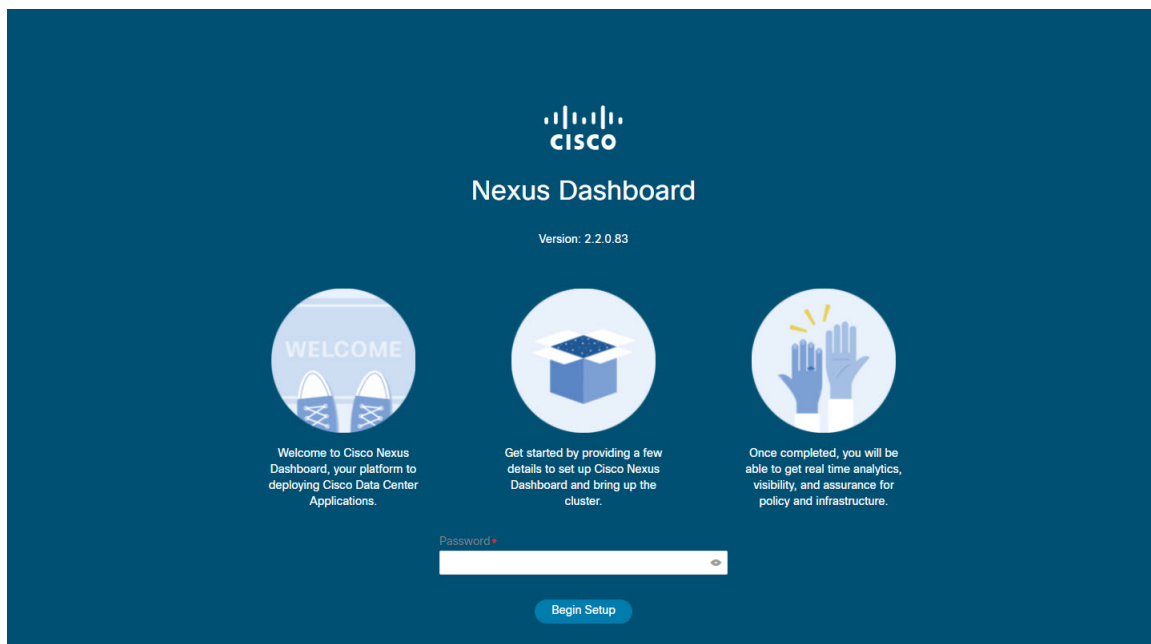 CISCO
Nexus Dashboard
Version: 2.2.0.83
WELCOME
Welcome to Cisco Nexus
Dashboard, your platform to
deploying Cisco Data Center
Applications.
Get started by providing a few
details to set up Cisco Nexus
Dashboard and bring up the
cluster.
Once completed, you will be
able to get real time analytics,
visibility, and assurance for
policy and infrastructure.
Password
Begin Setup